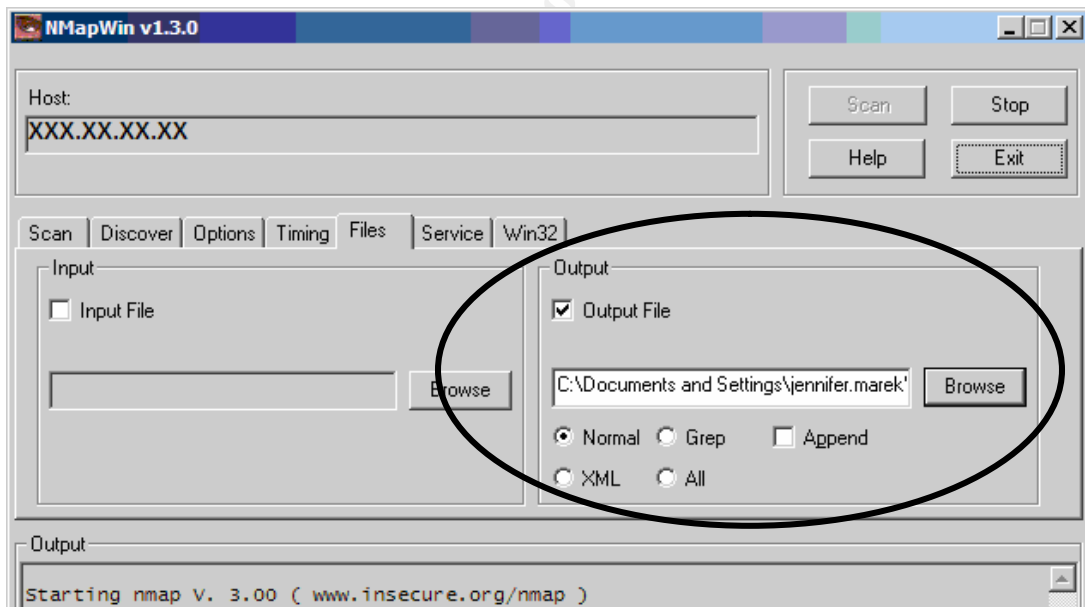 NMapWin v1.3.0
Host:
XXX.XX.XX.XX
Scan Stop
Help Exit
Scan Discover Options Timing Files Service Win32
Input
Input File
Browse
Output
Output File
C:\Documents and Settings\jennifer.marek'
Browse
Normal Grep Append
XML All
Output
Starting nmap V. 3.00 ( www.insecure.org/nmap )